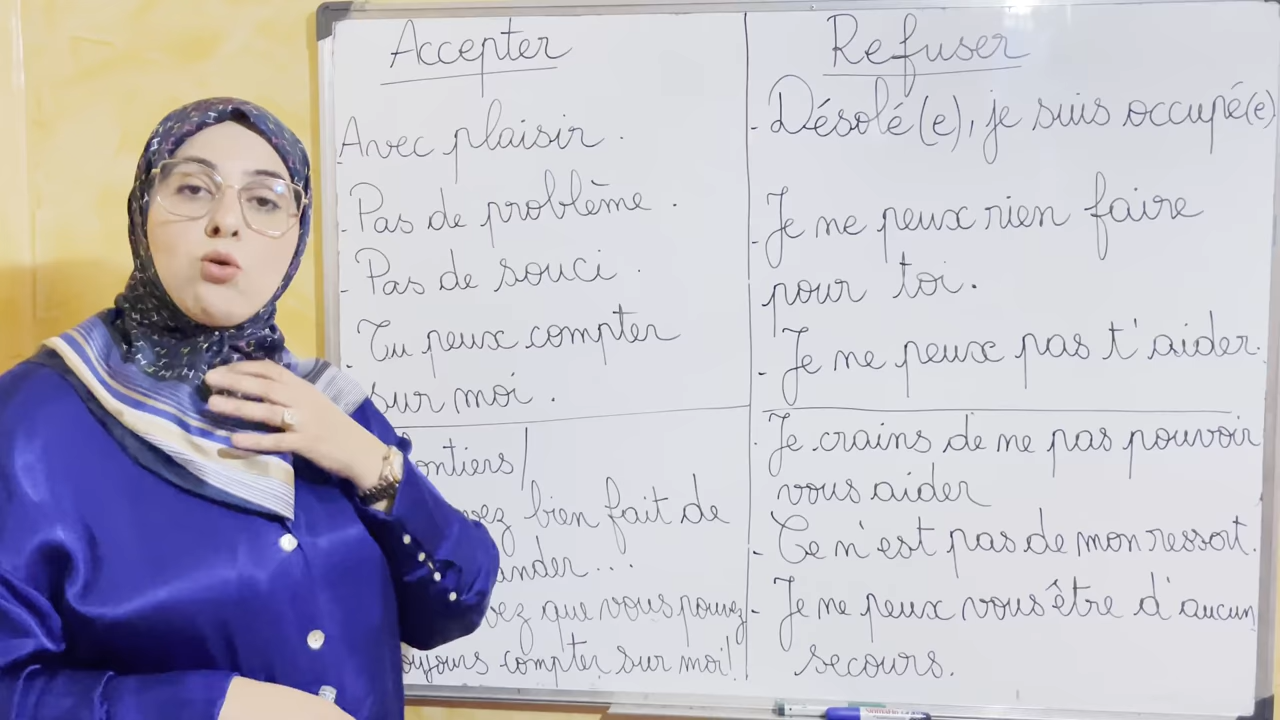 Accepter
Avec plaisir.
- Pas de problème.
- Pas de souci.
- Tu peux compter
sur moi.
bien fait de
que vous pouvez
compter sur moi!
Refuser
- Désolé(e), je suis occupé(e)
- Je ne peux rien faire
pour toi.
- Je ne peux pas t'aider.
- Je crains de ne pas pouvoir
vous aider
- Ce n'est pas de mon ressort.
- Je ne peux vous être d'aucun
secours.